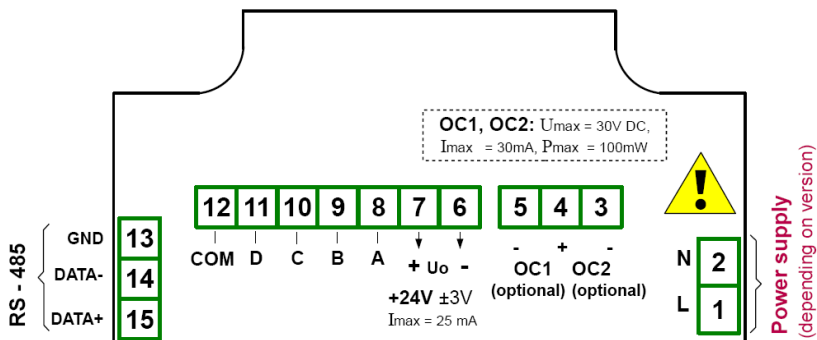 OC1, OC2: Umax = 30V DC,
Imax = 30mA, Pmax = 100mW
!
12 11 10 9 8 7 6 5 4 3
COM D C B A + Uo - - + -
OC1 OC2
(optional) (optional)
+24V ±3V
Imax = 25 mA
RS - 485
GND 13
DATA- 14
DATA+ 15
N 2
L 1
Power supply
(depending on version)